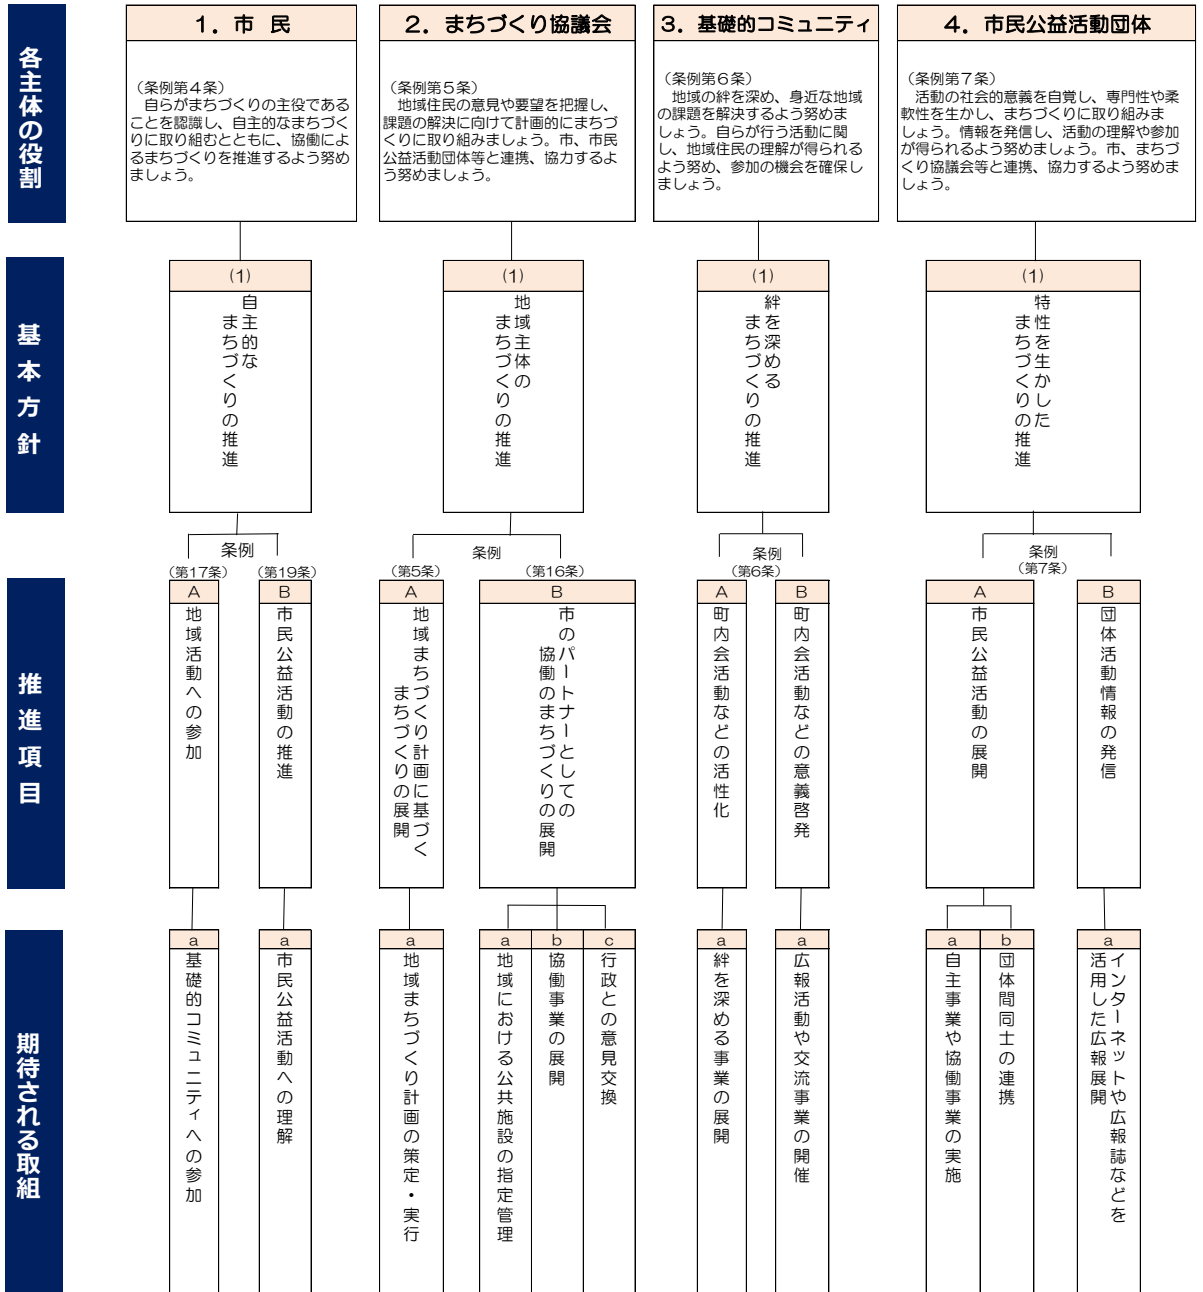 各主体の役割
1．市 民
（条例第４条）
自らがまちづくりの主役である
ことを認識し、自主的なまちづく
りに取り組むとともに、協働によ
るまちづくりを推進するよう努め
ましょう。
2．まちづくり協議会
（条例第５条）
地域住民の意見や要望を把握し、
課題の解決に向けて計画的にまちづ
くりに取り組みましょう。市、市民
公益活動団体等と連携、協力するよ
う努めましょう。
3．基礎的コミュニティ
（条例第６条）
地域の絆を深め、身近な地域
の課題を解決するよう努めま
しょう。自らが行う活動に関
し、地域住民の理解が得られる
よう努め、参加の機会を確保し
ましょう。
4．市民公益活動団体
（条例第７条）
活動の社会的意義を自覚し、専門性や
柔軟性を生かし、まちづくりに取り組みま
しょう。情報を発信し、活動の理解や参加
が得られるよう努めましょう。市、まちづ
くり協議会等と連携、協力するよう努めま
しょう。
基本方針
(1)
自主的な
まちづくりの推進
(1)
地域主体の
まちづくりの推進
(1)
絆を深める
まちづくりの推進
(1)
特性を生かした
まちづくりの推進
推進項目
条例
（第17条）
（第19条）
A
地域活動への参加
B
市民公益活動の推進
条例
（第5条）
（第16条）
A
地域まちづくり計画に基づく
まちづくりの展開
B
市のパートナーとしての
協働のまちづくりの展開
条例
（第6条）
A
町内会活動などの活性化
B
町内会活動などの意義啓発
条例
（第7条）
A
市民公益活動の展開
B
団体活動情報の発信
期待される取組
a
基礎的コミュニティへの参加
a
市民公益活動への理解
a
地域まちづくり計画の策定・実行
a
地域における公共施設の指定管理
b
協働事業の展開
c
行政との意見交換
a
絆を深める事業の展開
a
広報活動や交流事業の開催
a
自主事業や協働事業の実施
b
団体間同士の連携
a
インターネットや広報誌などを
活用した広報展開